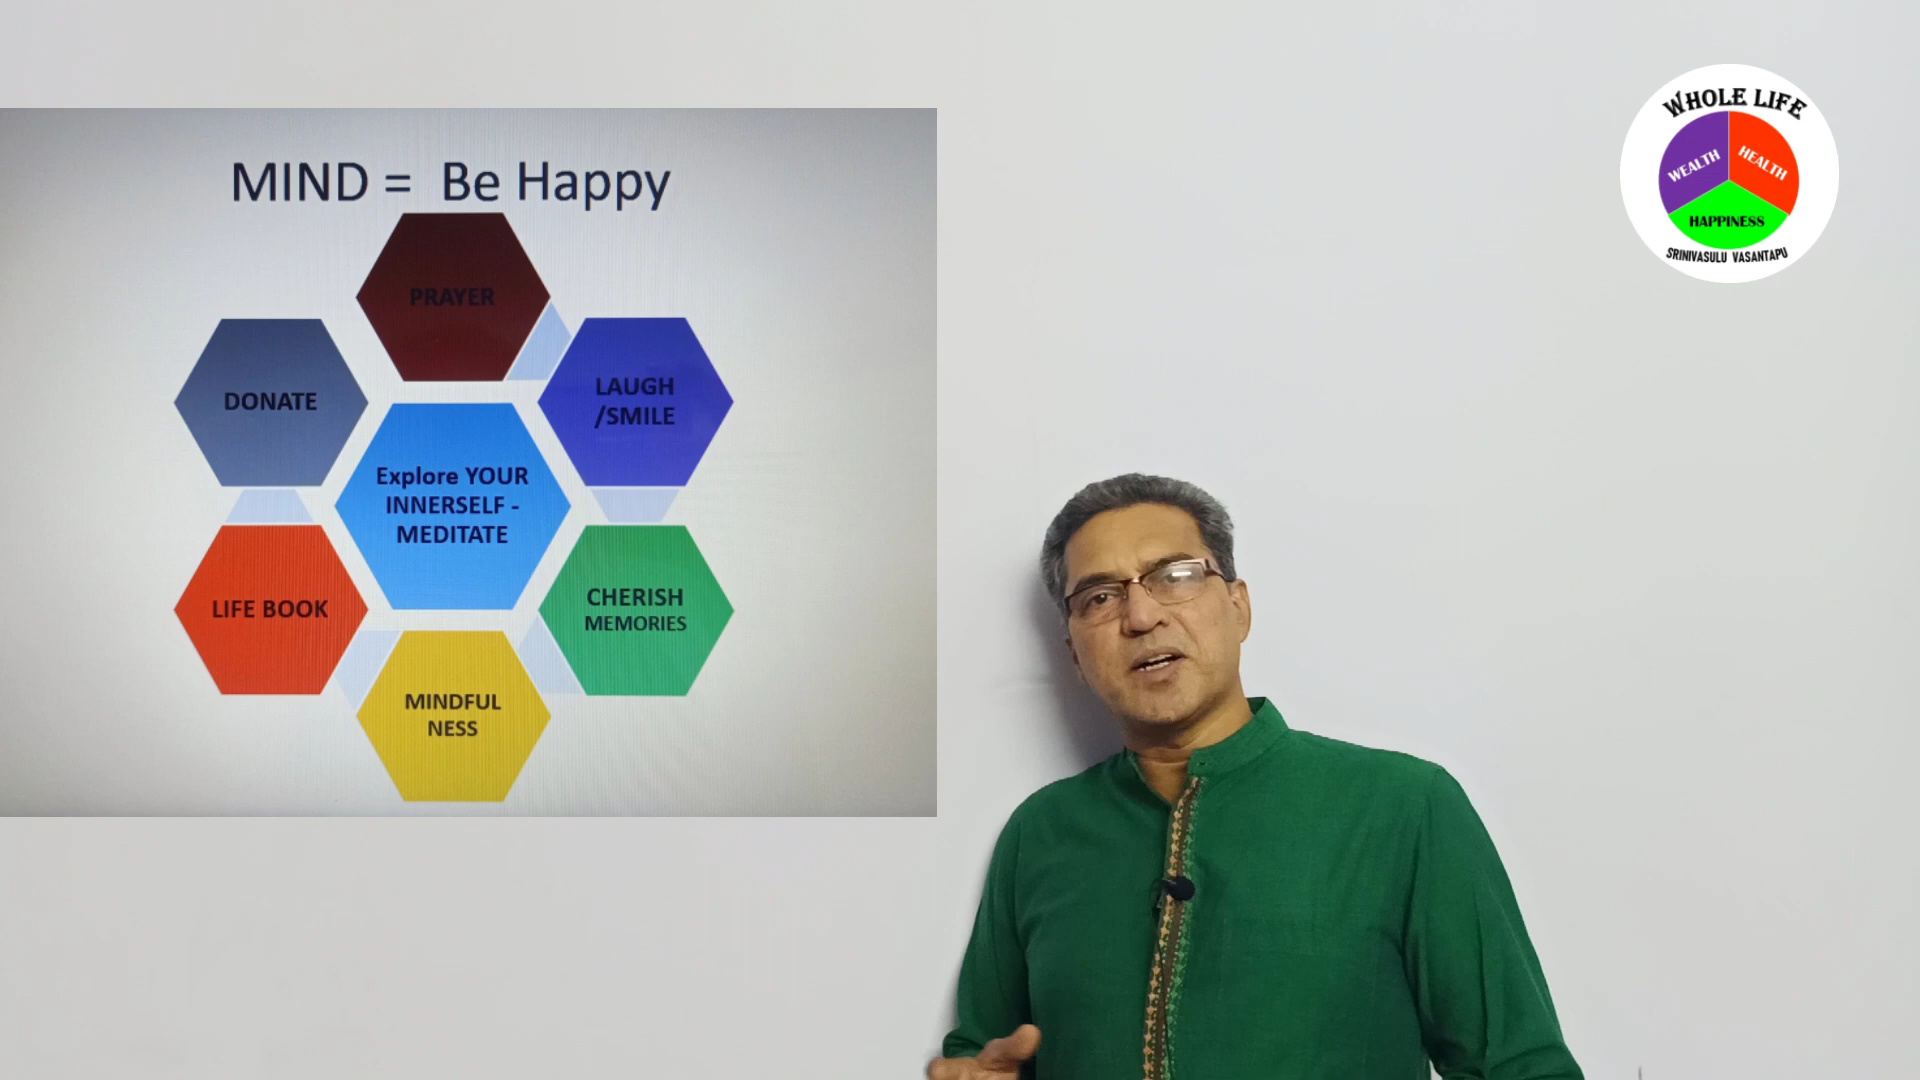 MIND = Be Happy
PRAYER
LAUGH
/SMILE
DONATE
Explore YOUR
INNERSELF -
MEDITATE
CHERISH
MEMORIES
LIFE BOOK
MINDFUL
NESS
WHOLE LIFE
WEALTH
HEALTH
HAPPINESS
SRINIVASULU VASANTAPU